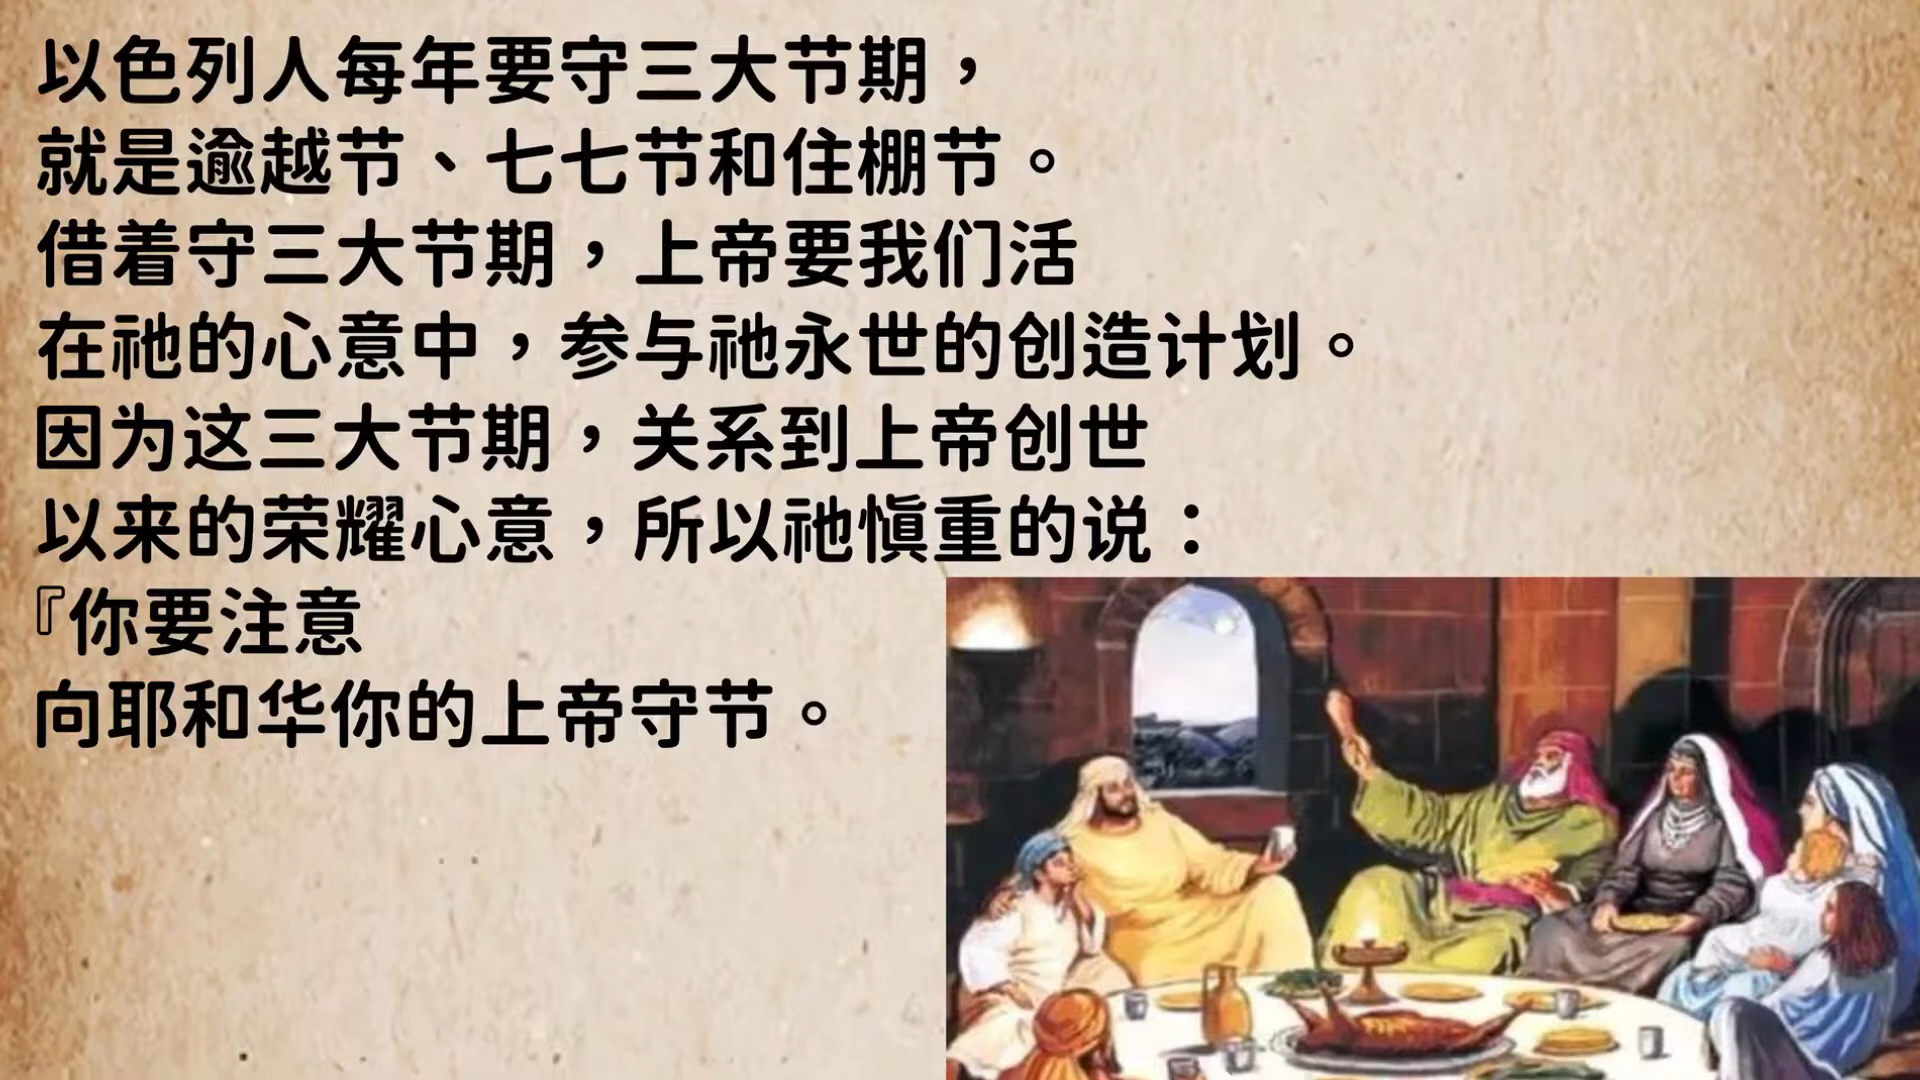 以色列人每年要守三大节期，
就是逾越节、七七节和住棚节。
借着守三大节期，上帝要我们活
在祂的心意中，参与祂永世的创造计划。
因为这三大节期，关系到上帝创世
以来的荣耀心意，所以祂慎重的说：
『你要注意
向耶和华你的上帝守节。